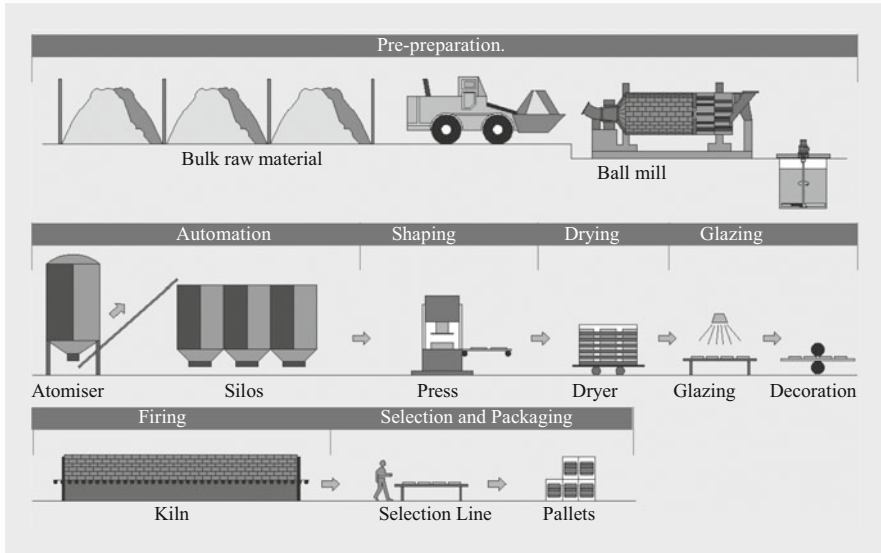 Pre-preparation.
Bulk raw material
Ball mill
Automation Shaping Drying Glazing
Atomiser Silos Press Dryer Glazing Decoration
Firing Selection and Packaging
Kiln Selection Line Pallets